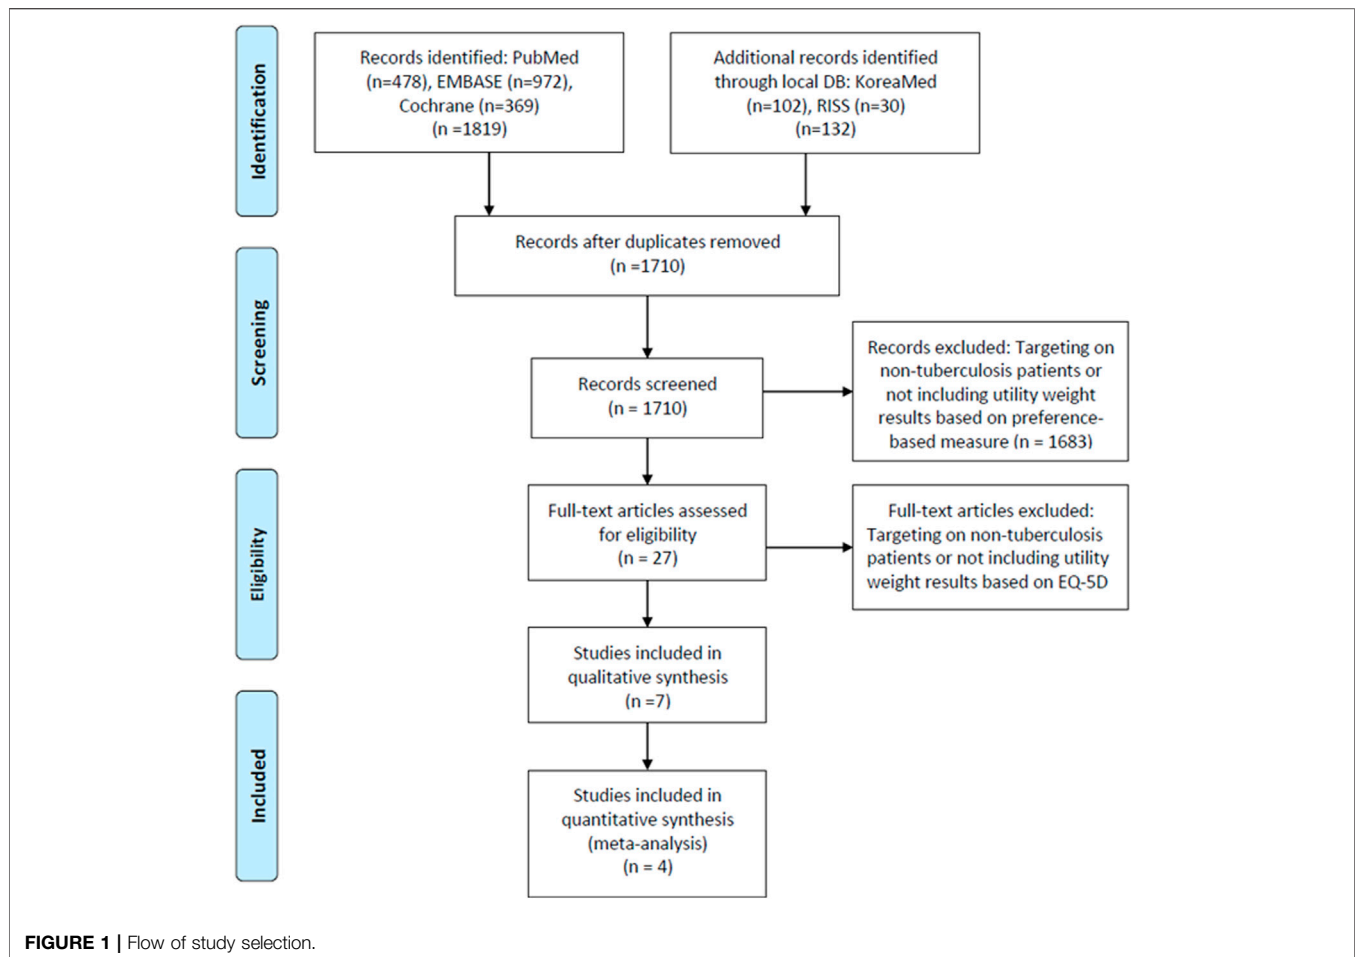 Identification
Records identified: PubMed
(n=478), EMBASE (n=972),
Cochrane (n=369)
(n =1819)
Additional records identified
through local DB: KoreaMed
(n=102), RISS (n=30)
(n=132)
Records after duplicates removed
(n =1710)
Screening
Records screened
(n = 1710)
Records excluded: Targeting on
non-tuberculosis patients or
not including utility weight
results based on preference-
based measure (n = 1683)
Eligibility
Full-text articles assessed
for eligibility
(n = 27)
Full-text articles excluded:
Targeting on non-tuberculosis
patients or not including utility
weight results based on EQ-5D
Studies included in
qualitative synthesis
(n =7)
Included
Studies included in
quantitative synthesis
(meta-analysis)
(n = 4)
FIGURE 1 | Flow of study selection.